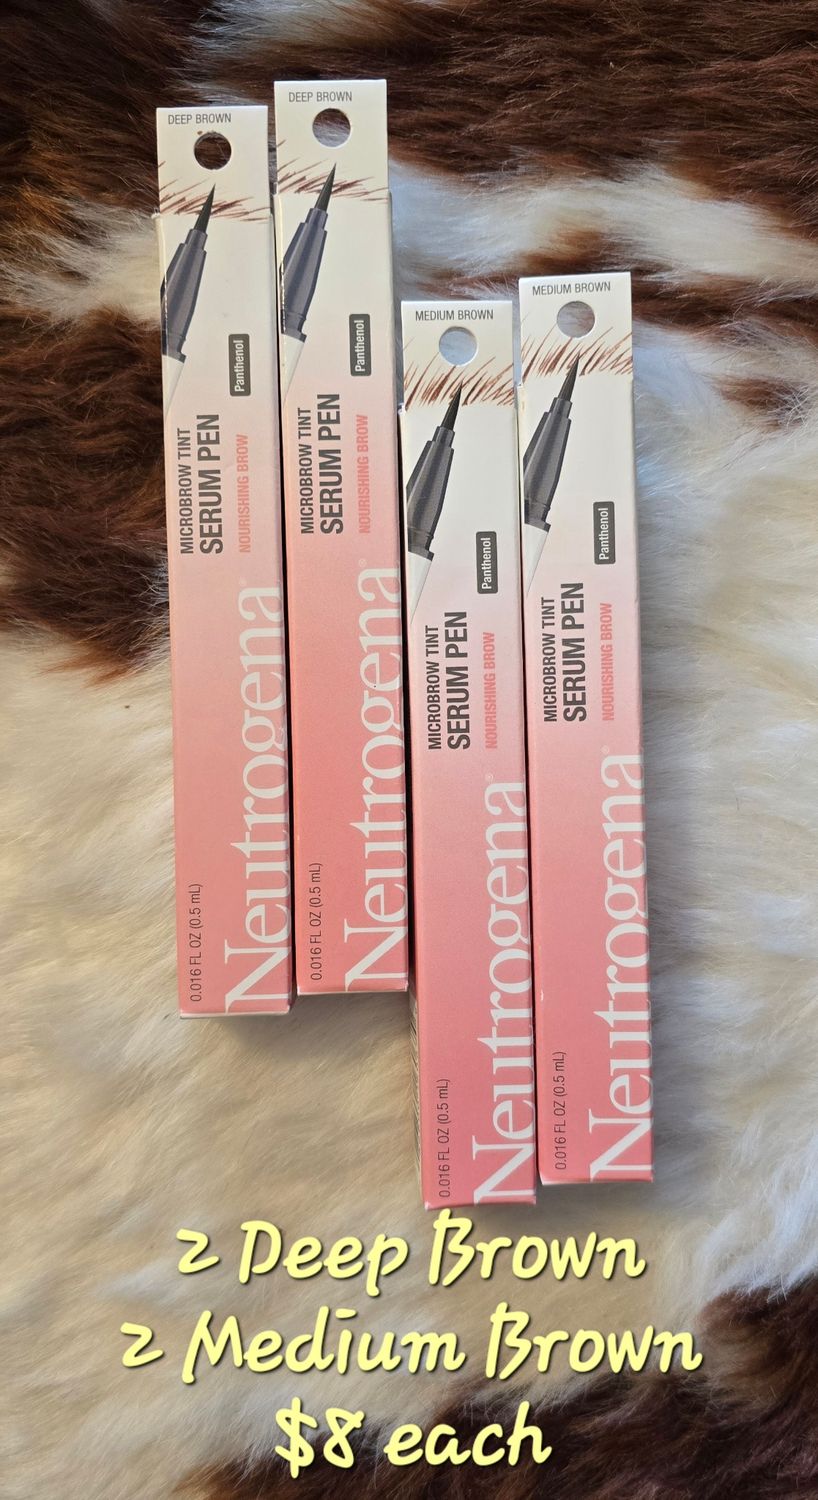 DEEP BROWN
Panthenol
MICROBROW TINT
SERUM PEN
NOURISHING BROW
Neutrogena®
0.016 FL OZ (0.5 mL)
DEEP BROWN
Panthenol
MICROBROW TINT
SERUM PEN
NOURISHING BROW
Neutrogena®
0.016 FL OZ (0.5 mL)
MEDIUM BROWN
Panthenol
MICROBROW TINT
SERUM PEN
NOURISHING BROW
Neutrogena®
0.016 FL OZ (0.5 mL)
MEDIUM BROWN
Panthenol
MICROBROW TINT
SERUM PEN
NOURISHING BROW
Neutrogena®
0.016 FL OZ (0.5 mL)
2 Deep Brown
2 Medium Brown
$8 each